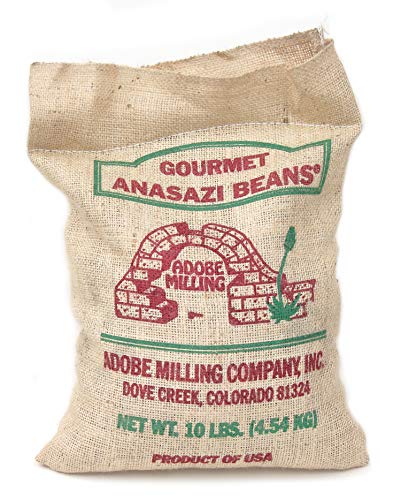 GOURMET
ANASAZI BEANS®
ADOBE
MILLING
ADOBE MILLING COMPANY, INC.
DOVE CREEK, COLORADO 81324
NET WT. 10 LBS. (4.54 KG)
PRODUCT OF USA